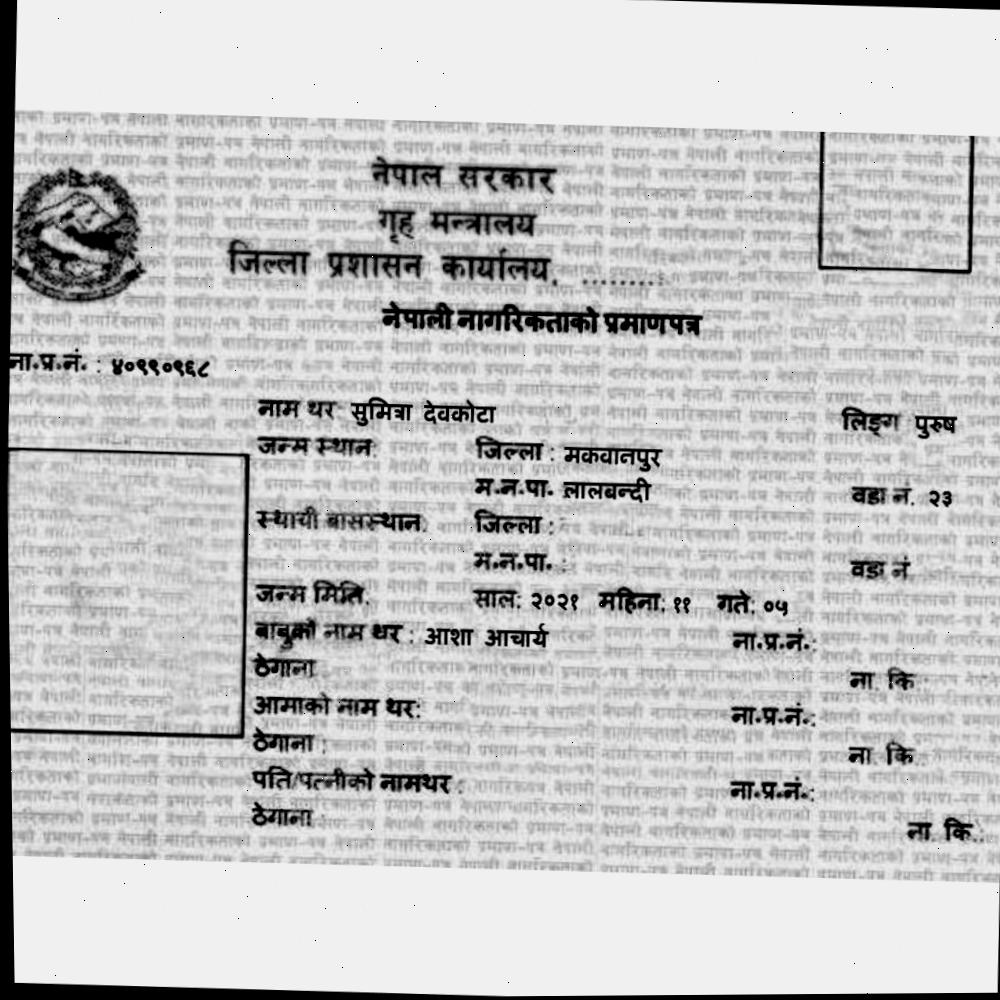 नेपाल सरकार
गृह मन्त्रालय
जिल्ला प्रशासन कार्यालय, .........
नेपाली नागरिकताको प्रमाणपत्र
ना.प्र.नं. : ४०९९०९६८
नाम थर: सुमित्रा देवकोटा लिङ्ग पुरुष
जन्म स्थान: जिल्ला : मकवानपुर
म.न.पा. लालबन्दी वडा नं. २३
स्थायी बासस्थान: जिल्ला :
म.न.पा. : वडा नं
जन्म मिति: साल: २०२१ महिना: ११ गते: ०५
बाबुको नाम थर : आशा आचार्य ना.प्र.नं.:
ठेगाना ना. कि.:
आमाको नाम थर: ना.प्र.नं.:
ठेगाना : ना. कि
पति/पत्नीको नामथर : ना.प्र.नं.:
ठेगाना : ना. कि.: